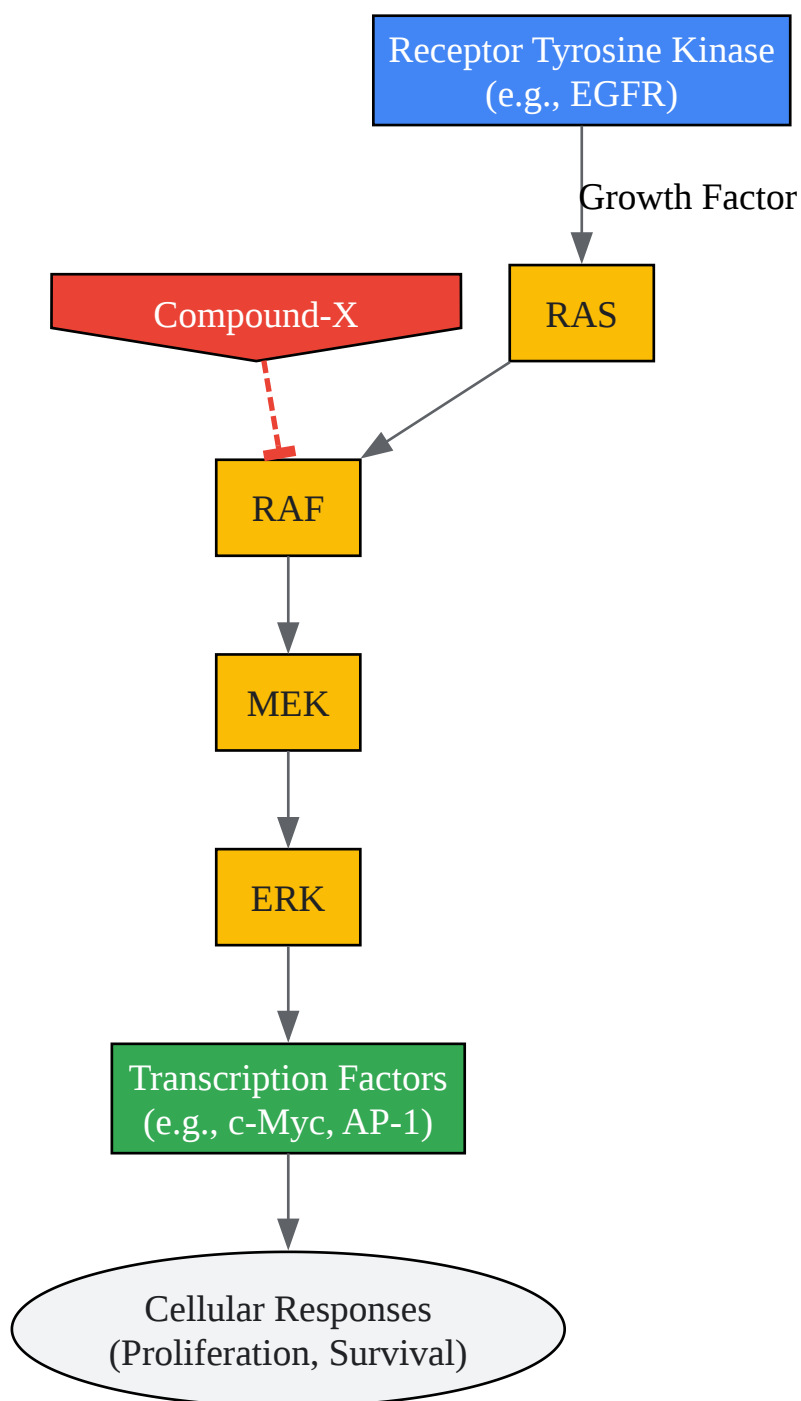 Receptor Tyrosine Kinase
(e.g., EGFR)
Growth Factor
Compound-X
RAS
RAF
MEK
ERK
Transcription Factors
(e.g., c-Myc, AP-1)
Cellular Responses
(Proliferation, Survival)